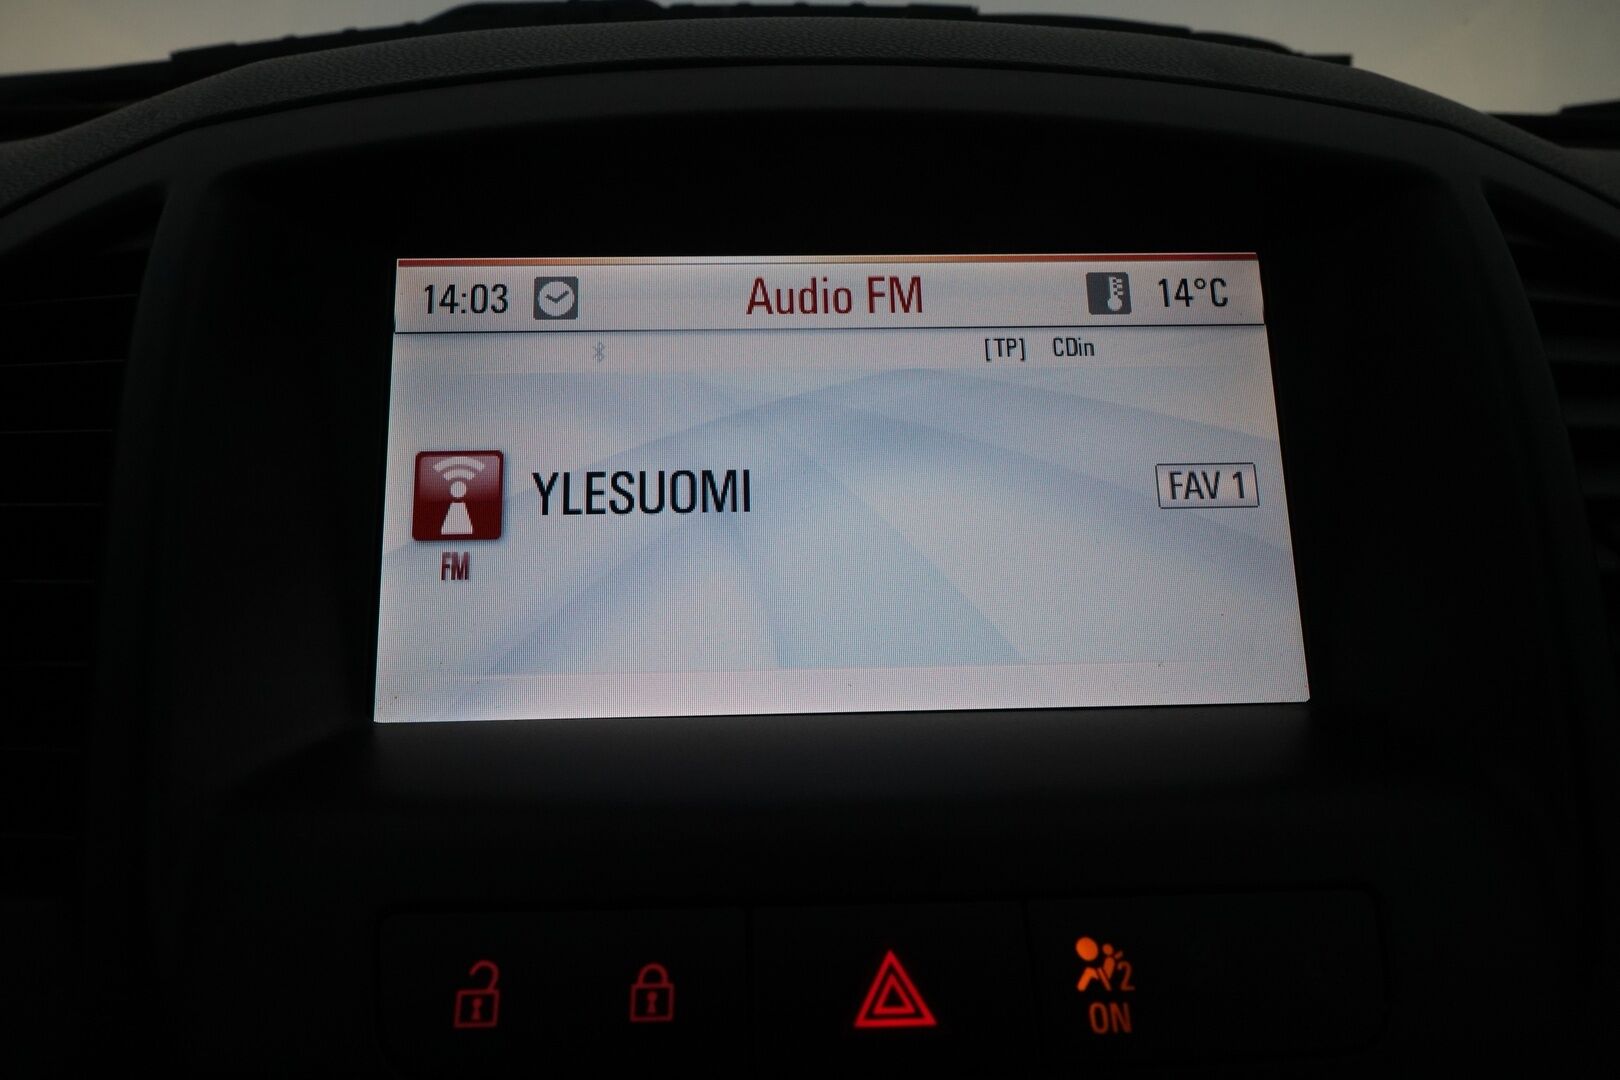 14:03 Audio FM 14°C
[TP] CDin
YLESUOMI FAV 1
FM
2
ON